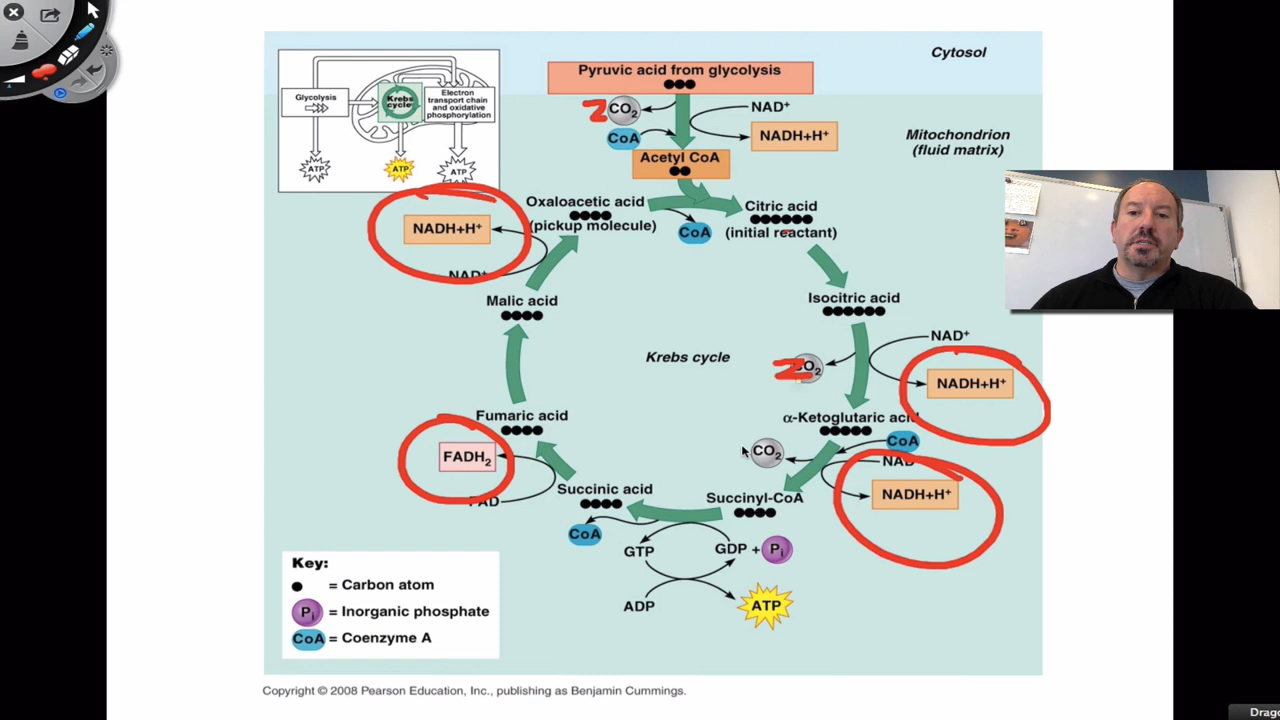 Cytosol
Pyruvic acid from glycolysis
CO2
NAD+
CoA
NADH+H+
Mitochondrion
(fluid matrix)
Glycolysis
Krebs
cycle
Electron
transport chain
and oxidative
phosphorylation
ATP
ATP
ATP
Acetyl CoA
Oxaloacetic acid
(pickup molecule)
CoA
Citric acid
(initial reactant)
NADH+H+
NAD+
Malic acid
Isocitric acid
NAD+
Krebs cycle
CO2
NADH+H+
Fumaric acid
α-Ketoglutaric acid
CoA
FADH2
CO2
NAD
NADH+H+
FAD
Succinic acid
Succinyl-CoA
CoA
GTP
GDP + Pi
ADP
ATP
Key:
= Carbon atom
Pi = Inorganic phosphate
CoA = Coenzyme A
Copyright © 2008 Pearson Education, Inc., publishing as Benjamin Cummings.